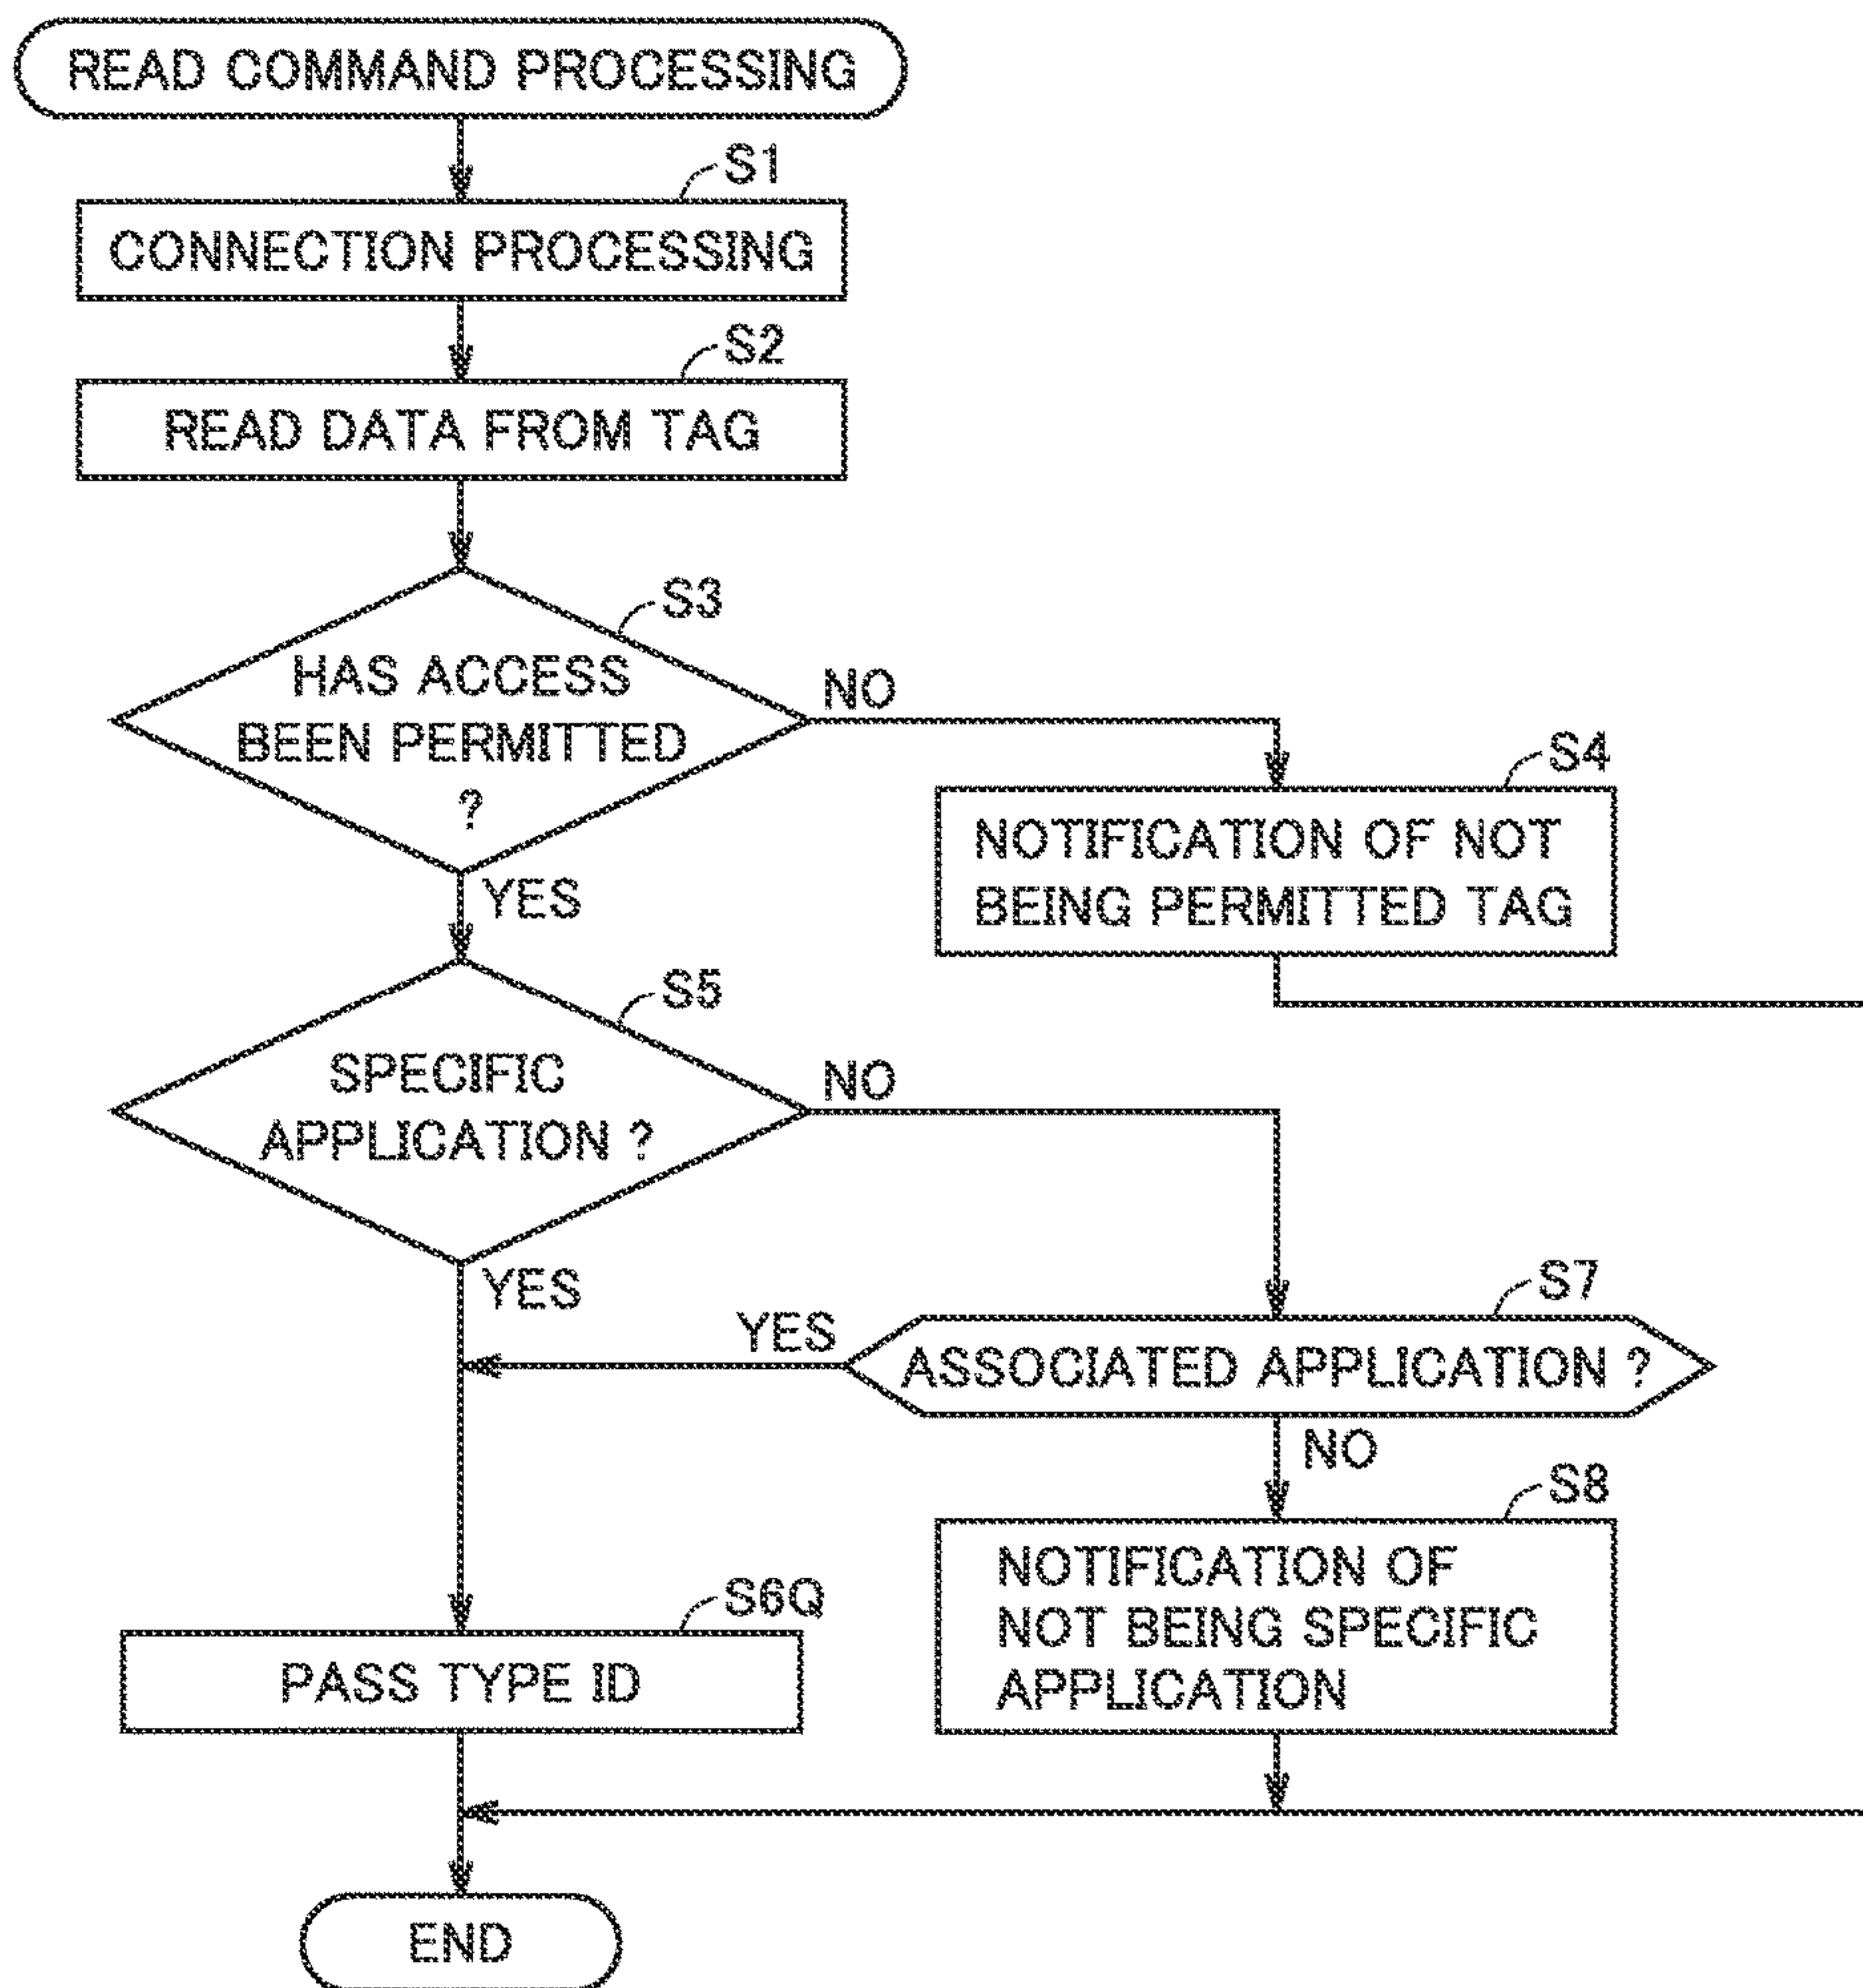 READ COMMAND PROCESSING
S1
CONNECTION PROCESSING
S2
READ DATA FROM TAG
S3
HAS ACCESS
BEEN PERMITTED
?
NO
S4
NOTIFICATION OF NOT
BEING PERMITTED TAG
YES
S5
SPECIFIC
APPLICATION ?
NO
YES
S7
YES
ASSOCIATED APPLICATION ?
NO
S8
NOTIFICATION OF
NOT BEING SPECIFIC
APPLICATION
S6Q
PASS TYPE ID
END